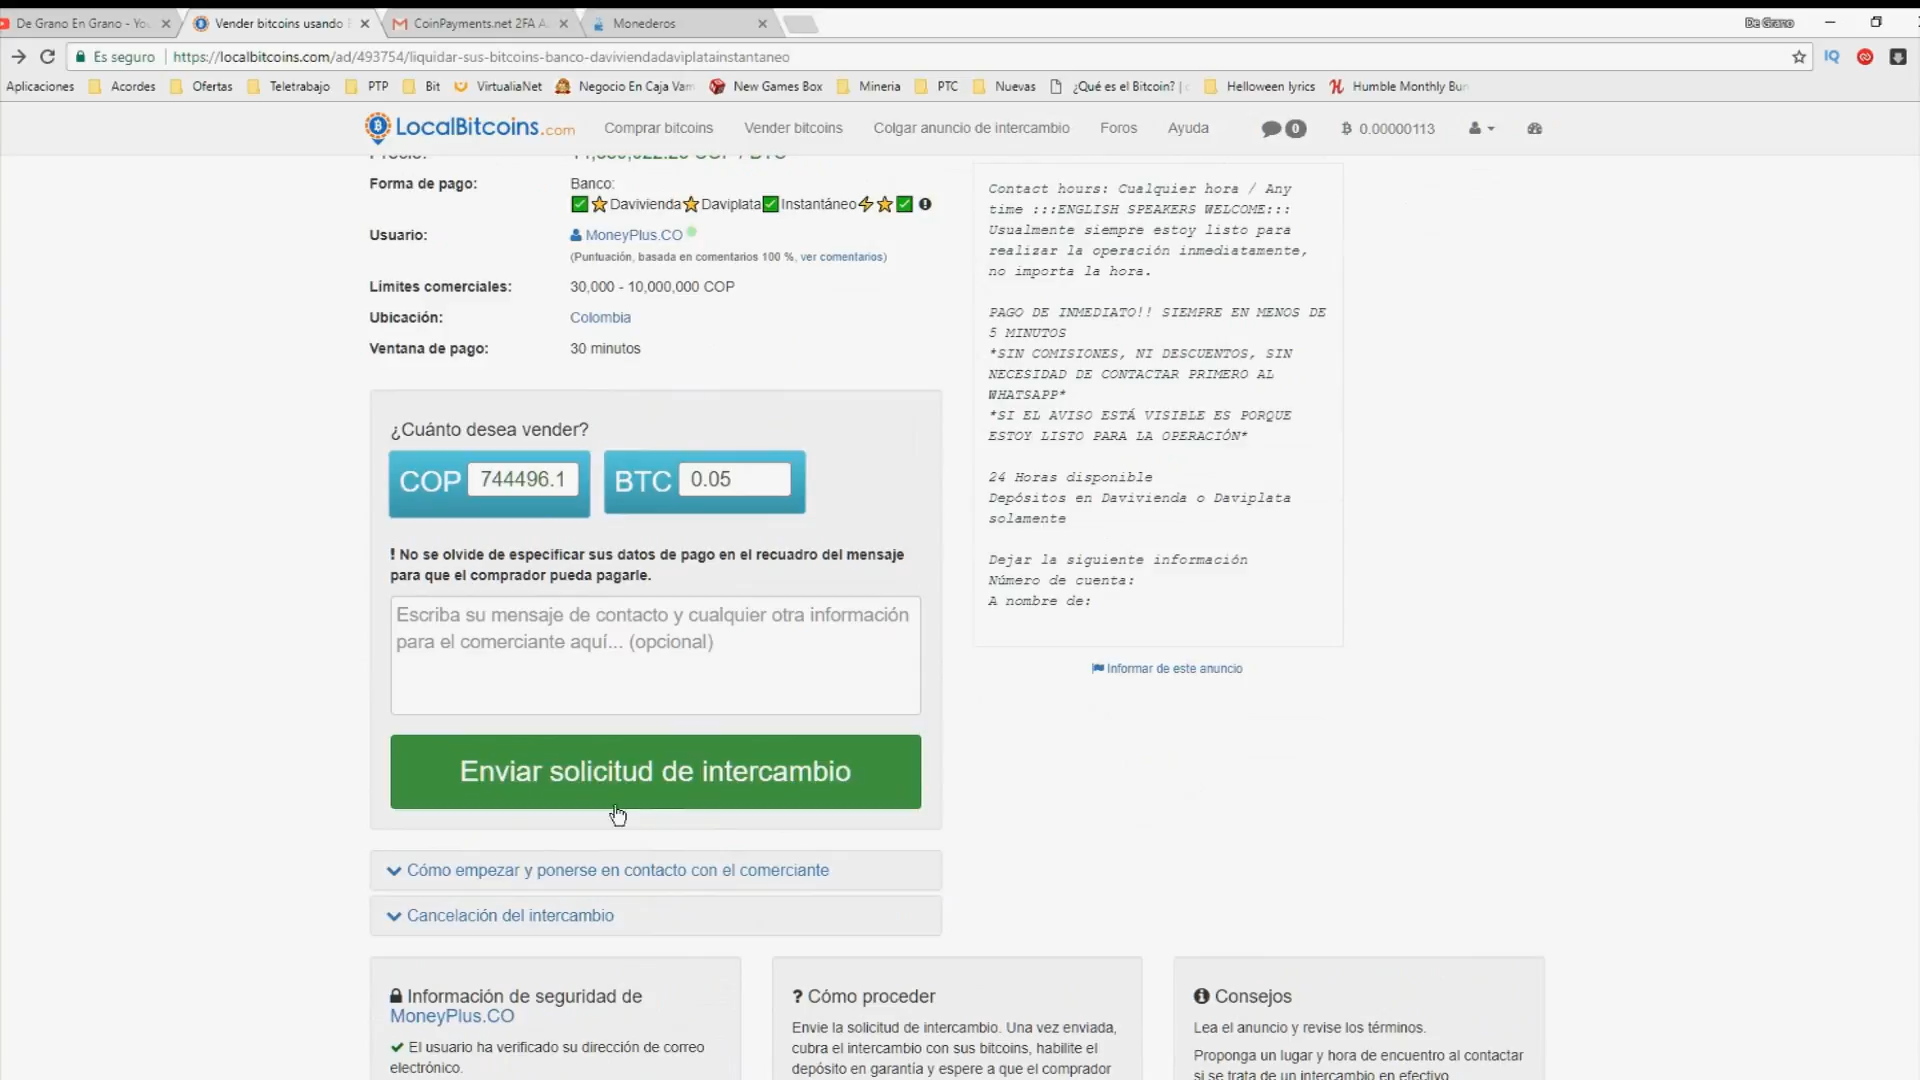 De Grano En Grano - Yo
Vender bitcoins usando
CoinPayments.net 2FA A
Monederos
De Grano
Es seguro
https://localbitcoins.com/ad/493754/liquidar-sus-bitcoins-banco-daviviendadaviplatainstantaneo
IQ
Aplicaciones
Acordes
Ofertas
Teletrabajo
PTP
Bit
VirtualiaNet
Negocio En Caja Vam
New Games Box
Mineria
PTC
Nuevas
¿Qué es el Bitcoin? |
Helloween lyrics
Humble Monthly Bun
LocalBitcoins.com
Comprar bitcoins
Vender bitcoins
Colgar anuncio de intercambio
Foros
Ayuda
0
0.00000113
Precio:
COP / BTC
Forma de pago:
Banco:
Davivienda Daviplata Instantáneo
Usuario:
MoneyPlus.CO
(Puntuación, basada en comentarios 100 %, ver comentarios)
Límites comerciales:
30,000 - 10,000,000 COP
Ubicación:
Colombia
Ventana de pago:
30 minutos
¿Cuánto desea vender?
COP 744496.1
BTC 0.05
! No se olvide de especificar sus datos de pago en el recuadro del mensaje
para que el comprador pueda pagarle.
Escriba su mensaje de contacto y cualquier otra información
para el comerciante aquí... (opcional)
Enviar solicitud de intercambio
Cómo empezar y ponerse en contacto con el comerciante
Cancelación del intercambio
Contact hours: Cualquier hora / Any
time :::ENGLISH SPEAKERS WELCOME:::
Usualmente siempre estoy listo para
realizar la operación inmediatamente,
no importa la hora.
PAGO DE INMEDIATO!! SIEMPRE EN MENOS DE
5 MINUTOS
*SIN COMISIONES, NI DESCUENTOS, SIN
NECESIDAD DE CONTACTAR PRIMERO AL
WHATSAPP*
*SI EL AVISO ESTÁ VISIBLE ES PORQUE
ESTOY LISTO PARA LA OPERACIÓN*
24 Horas disponible
Depósitos en Davivienda o Daviplata
solamente
Dejar la siguiente información
Número de cuenta:
A nombre de:
Informar de este anuncio
Información de seguridad de
MoneyPlus.CO
El usuario ha verificado su dirección de correo
electrónico.
? Cómo proceder
Envie la solicitud de intercambio. Una vez enviada,
cubra el intercambio con sus bitcoins, habilite el
depósito en garantía y espere a que el comprador
Consejos
Lea el anuncio y revise los términos.
Proponga un lugar y hora de encuentro al contactar
si se trata de un intercambio en efectivo